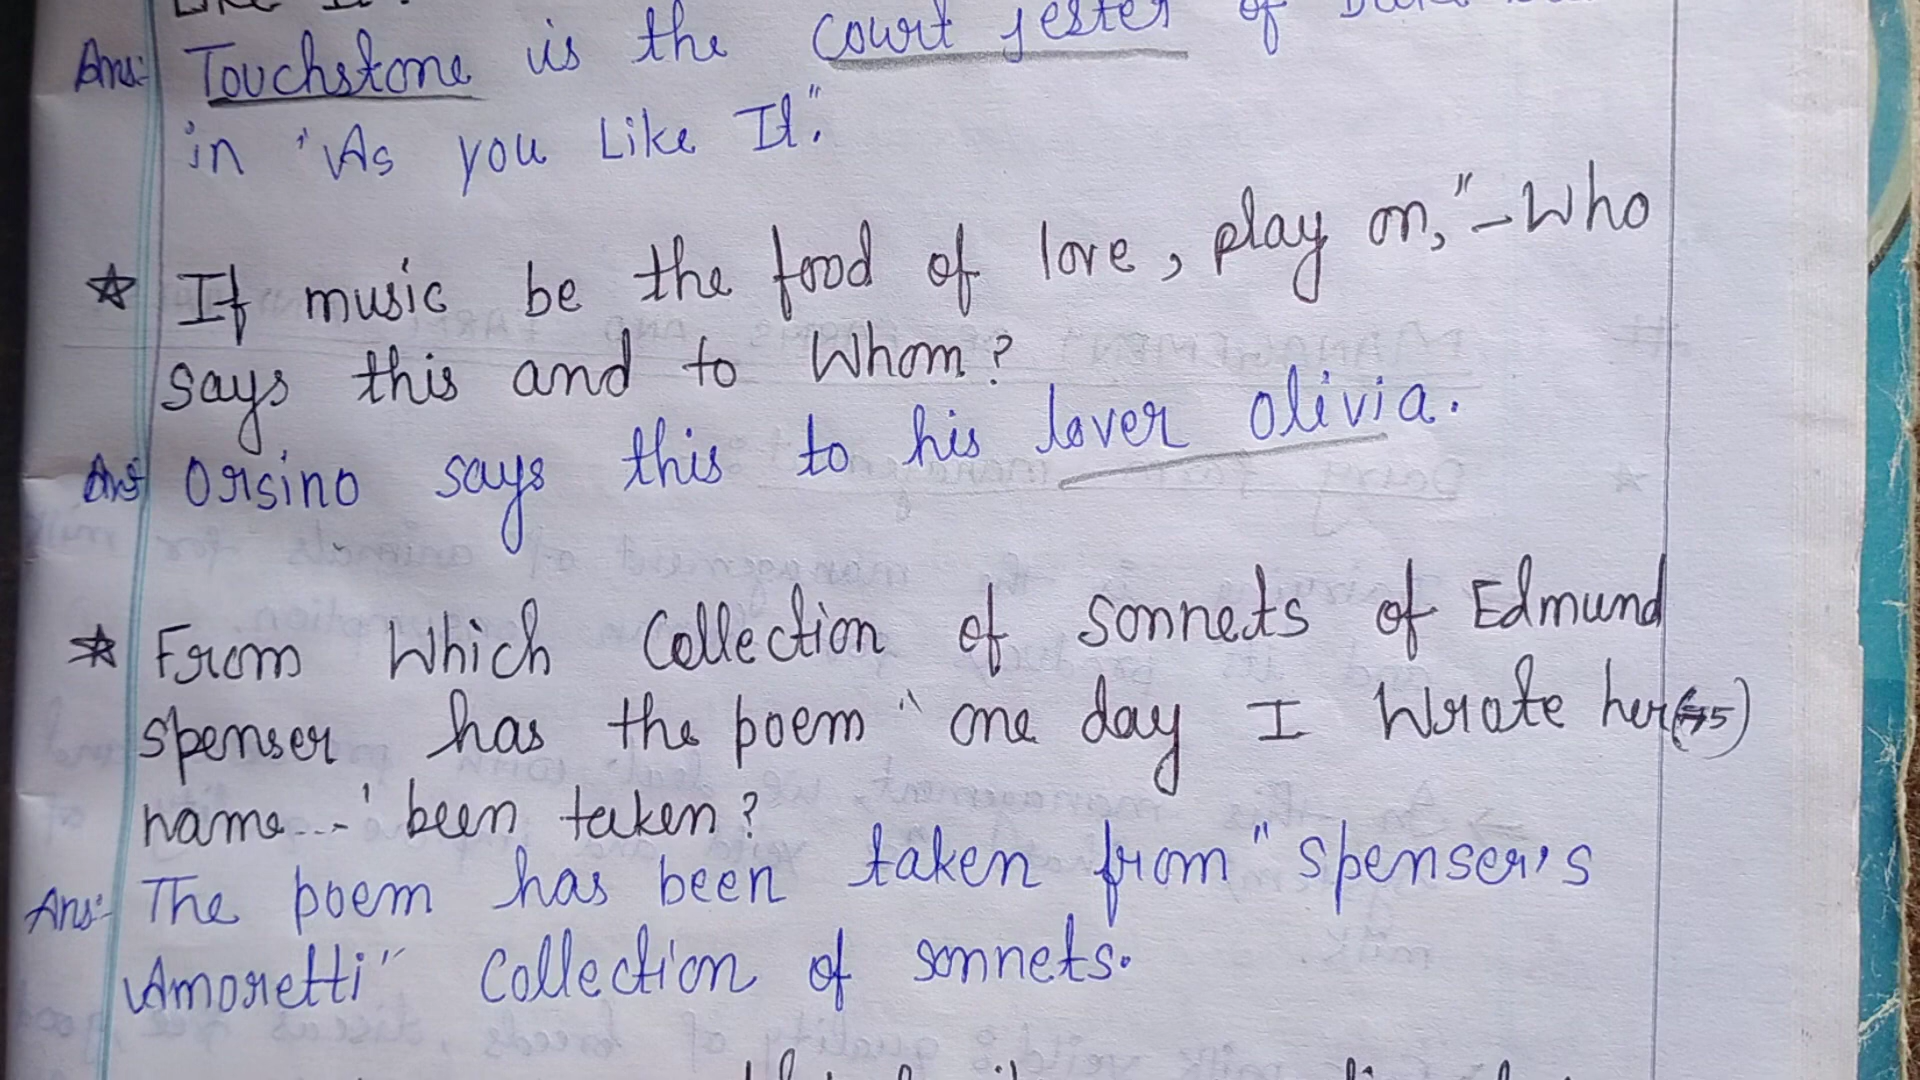 Like It?
Ans:- Touchstone is the court jester of
in 'As you Like It."
☆ If music be the food of love, play on," - Who
says this and to Whom?
Ans Orsino says this to his lover Olivia.
☆ From Which Collection of sonnets of Edmund
Spenser has the poem 'one day I Wrote her (75)
name...' been taken?
Ans:- The poem has been taken from "Spenser's
Amoretti" Collection of sonnets.